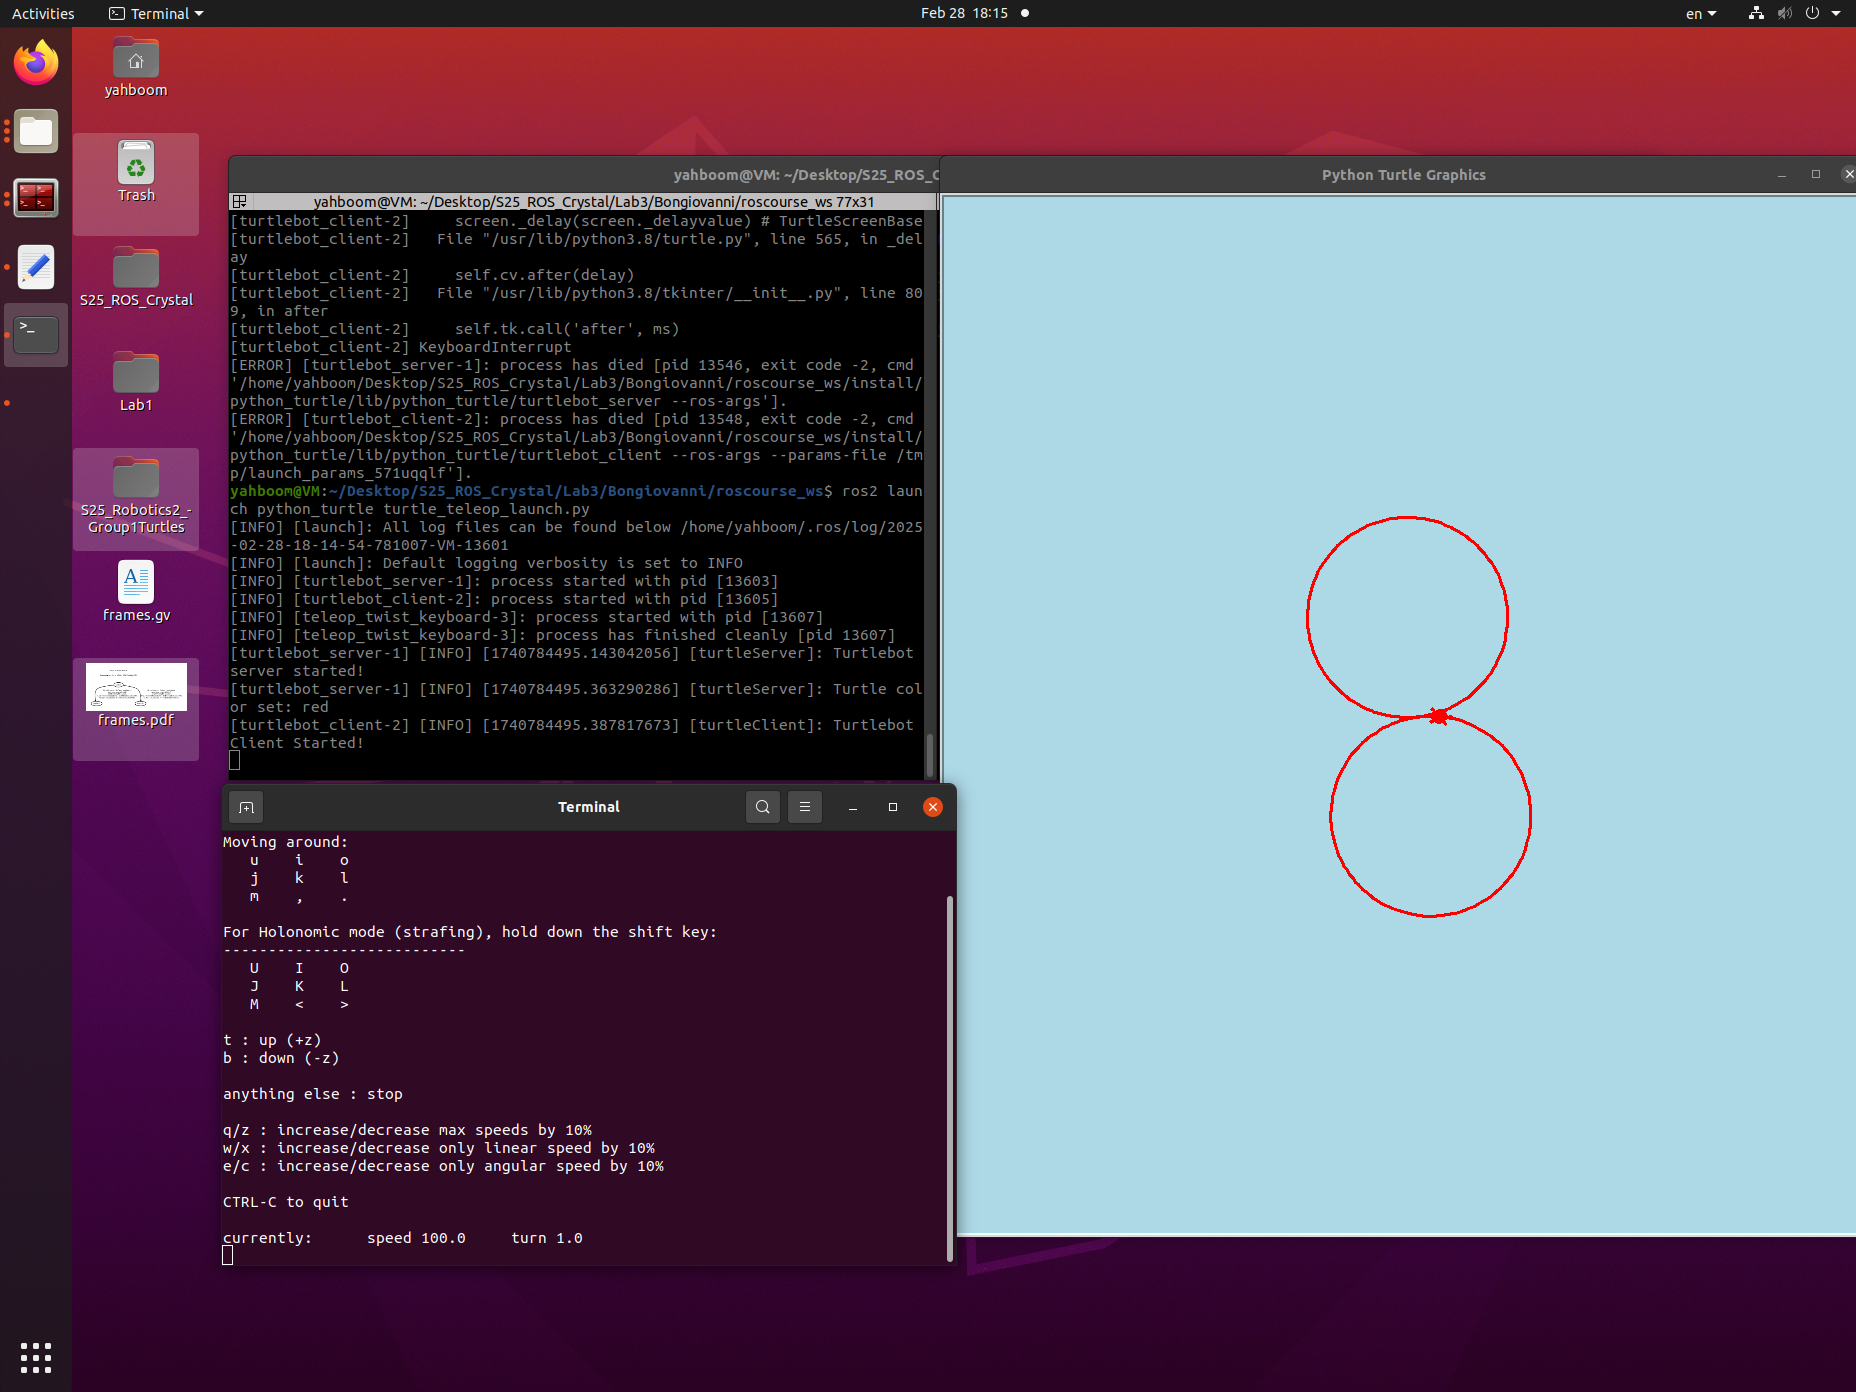 Activities
Terminal
Feb 28 18:15
en
yahboom
Trash
S25_ROS_Crystal
Lab1
S25_Robotics2_-
Group1Turtles
frames.gv
frames.pdf
yahboom@VM: ~/Desktop/S25_ROS_C
yahboom@VM: ~/Desktop/S25_ROS_Crystal/Lab3/Bongiovanni/roscourse_ws 77x31
[turtlebot_client-2]     screen._delay(screen._delayvalue) # TurtleScreenBase
[turtlebot_client-2]   File "/usr/lib/python3.8/turtle.py", line 565, in _del
ay
[turtlebot_client-2]     self.cv.after(delay)
[turtlebot_client-2]   File "/usr/lib/python3.8/tkinter/__init__.py", line 80
9, in after
[turtlebot_client-2]     self.tk.call('after', ms)
[turtlebot_client-2] KeyboardInterrupt
[ERROR] [turtlebot_server-1]: process has died [pid 13546, exit code -2, cmd
'/home/yahboom/Desktop/S25_ROS_Crystal/Lab3/Bongiovanni/roscourse_ws/install/
python_turtle/lib/python_turtle/turtlebot_server --ros-args'].
[ERROR] [turtlebot_client-2]: process has died [pid 13548, exit code -2, cmd
'/home/yahboom/Desktop/S25_ROS_Crystal/Lab3/Bongiovanni/roscourse_ws/install/
python_turtle/lib/python_turtle/turtlebot_client --ros-args --params-file /tm
p/launch_params_571uqqlf'].
yahboom@VM:~/Desktop/S25_ROS_Crystal/Lab3/Bongiovanni/roscourse_ws$ ros2 laun
ch python_turtle turtle_teleop_launch.py
[INFO] [launch]: All log files can be found below /home/yahboom/.ros/log/2025
-02-28-18-14-54-781007-VM-13601
[INFO] [launch]: Default logging verbosity is set to INFO
[INFO] [turtlebot_server-1]: process started with pid [13603]
[INFO] [turtlebot_client-2]: process started with pid [13605]
[INFO] [teleop_twist_keyboard-3]: process started with pid [13607]
[INFO] [teleop_twist_keyboard-3]: process has finished cleanly [pid 13607]
[turtlebot_server-1] [INFO] [1740784495.143042056] [turtleServer]: Turtlebot
server started!
[turtlebot_server-1] [INFO] [1740784495.363290286] [turtleServer]: Turtle col
or set: red
[turtlebot_client-2] [INFO] [1740784495.387817673] [turtleClient]: Turtlebot
Client Started!
Python Turtle Graphics
Terminal
Moving around:
   u    i    o
   j    k    l
   m    ,    .
For Holonomic mode (strafing), hold down the shift key:
---------------------------
   U    I    O
   J    K    L
   M    <    >
t : up (+z)
b : down (-z)
anything else : stop
q/z : increase/decrease max speeds by 10%
w/x : increase/decrease only linear speed by 10%
e/c : increase/decrease only angular speed by 10%
CTRL-C to quit
currently:      speed 100.0     turn 1.0